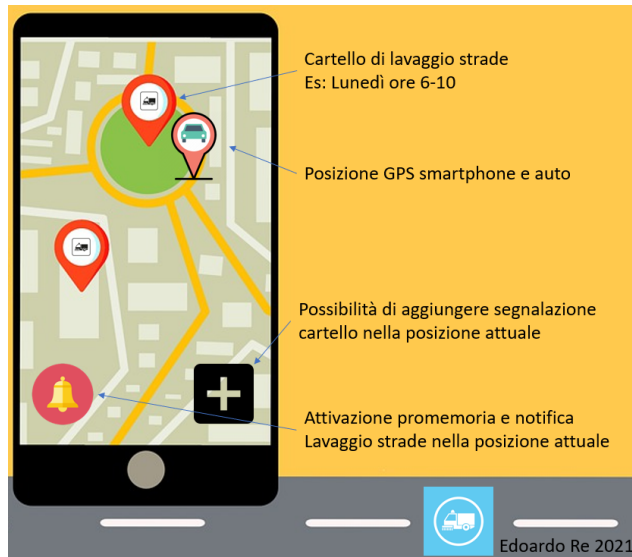 Cartello di lavaggio strade
Es: Lunedì ore 6-10
Posizione GPS smartphone e auto
Possibilità di aggiungere segnalazione
cartello nella posizione attuale
Attivazione promemoria e notifica
Lavaggio strade nella posizione attuale
Edoardo Re 2021